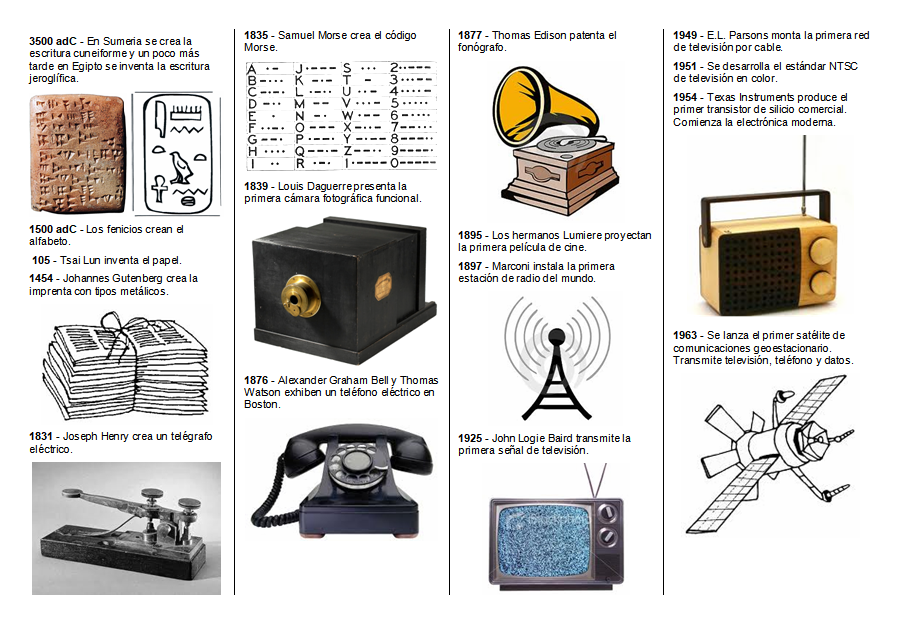 3500 adC - En Sumeria se crea la
escritura cuneiforme y un poco más
tarde en Egipto se inventa la escritura
jeroglífica.
1500 adC - Los fenicios crean el
alfabeto.
105 - Tsai Lun inventa el papel.
1454 - Johannes Gutenberg crea la
imprenta con tipos metálicos.
1831 - Joseph Henry crea un telégrafo
eléctrico.
1835 - Samuel Morse crea el código
Morse.
A J S 2
B K T 3
C L U 4
D M V 5
E N W 6
F O X 7
G P Y 8
H Q Z 9
I R I 0
1839 - Louis Daguerre presenta la
primera cámara fotográfica funcional.
1876 - Alexander Graham Bell y Thomas
Watson exhiben un teléfono eléctrico en
Boston.
1877 - Thomas Edison patenta el
fonógrafo.
1895 - Los hermanos Lumiere proyectan
la primera película de cine.
1897 - Marconi instala la primera
estación de radio del mundo.
1925 - John Logie Baird transmite la
primera señal de televisión.
1949 - E.L. Parsons monta la primera red
de televisión por cable.
1951 - Se desarrolla el estándar NTSC
de televisión en color.
1954 - Texas Instruments produce el
primer transistor de silicio comercial.
Comienza la electrónica moderna.
1963 - Se lanza el primer satélite de
comunicaciones geoestacionario.
Transmite televisión, teléfono y datos.